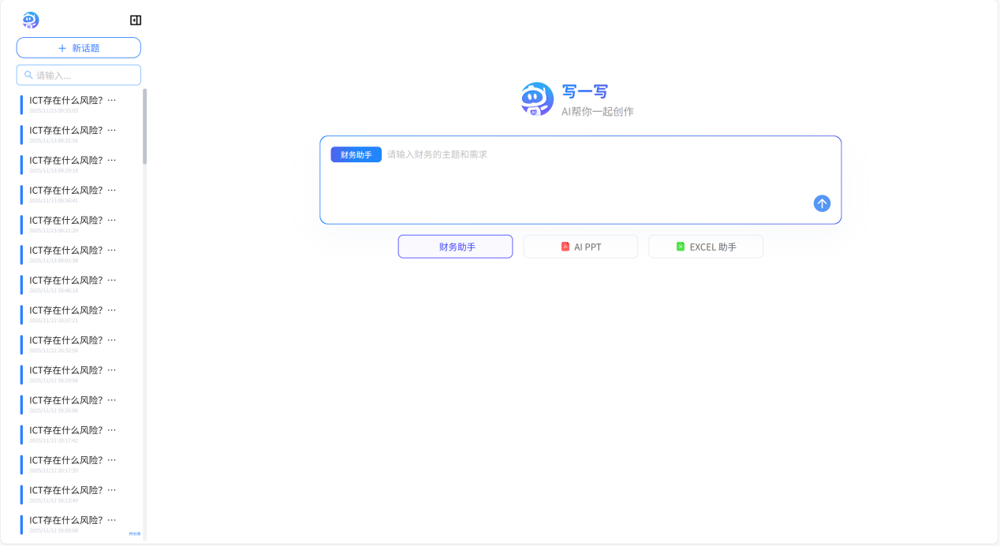 新话题
请输入...
ICT存在什么风险？ ···
2025/11/13 09:35:03
ICT存在什么风险？ ···
2025/11/13 09:31:56
ICT存在什么风险？ ···
2025/11/13 09:29:18
ICT存在什么风险？ ···
2025/11/13 09:26:41
ICT存在什么风险？ ···
2025/11/13 09:21:20
ICT存在什么风险？ ···
2025/11/13 09:01:38
ICT存在什么风险？ ···
2025/11/12 20:46:18
ICT存在什么风险？ ···
2025/11/12 20:37:21
ICT存在什么风险？ ···
2025/11/12 20:32:56
ICT存在什么风险？ ···
2025/11/12 20:29:56
ICT存在什么风险？ ···
2025/11/12 20:26:06
ICT存在什么风险？ ···
2025/11/12 20:17:42
ICT存在什么风险？ ···
2025/11/12 20:17:35
ICT存在什么风险？ ···
2025/11/12 20:13:40
ICT存在什么风险？ ···
2025/11/12 20:08:08
AI
写一写
AI帮你一起创作
财务助手 请输入财务的主题和需求
财务助手
AI PPT
EXCEL 助手